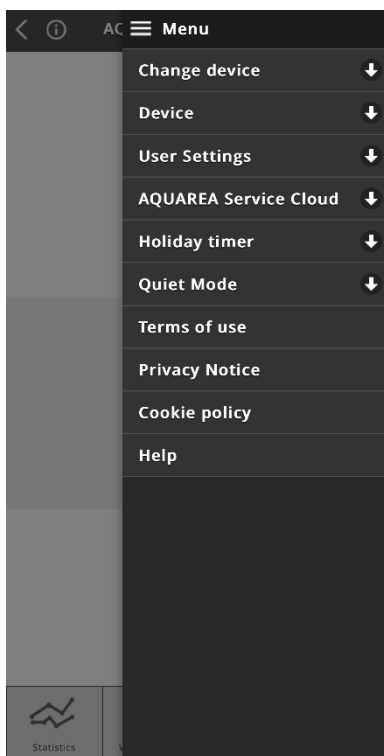 AQ Menu
Change device
Device
User Settings
AQUAREA Service Cloud
Holiday timer
Quiet Mode
Terms of use
Privacy Notice
Cookie policy
Help
Statistics